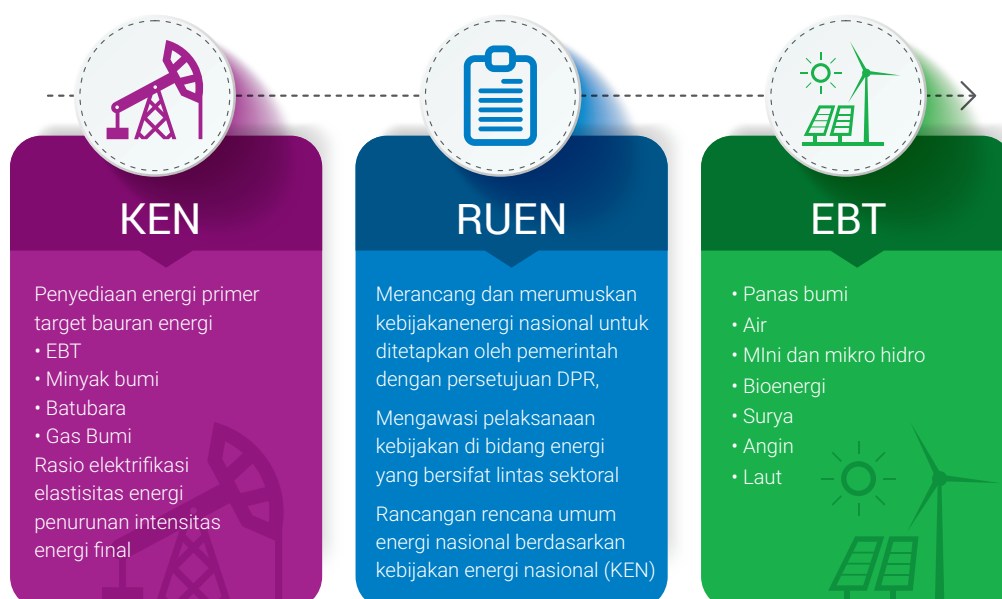 KEN
Penyediaan energi primer
target bauran energi
• EBT
• Minyak bumi
• Batubara
• Gas Bumi
Rasio elektrifikasi
elastisitas energi
penurunan intensitas
energi final
RUEN
Merancang dan merumuskan
kebijakanenergi nasional untuk
ditetapkan oleh pemerintah
dengan persetujuan DPR,
Mengawasi pelaksanaan
kebijakan di bidang energi
yang bersifat lintas sektoral
Rancangan rencana umum
energi nasional berdasarkan
kebijakan energi nasional (KEN)
EBT
• Panas bumi
• Air
• MIni dan mikro hidro
• Bioenergi
• Surya
• Angin
• Laut